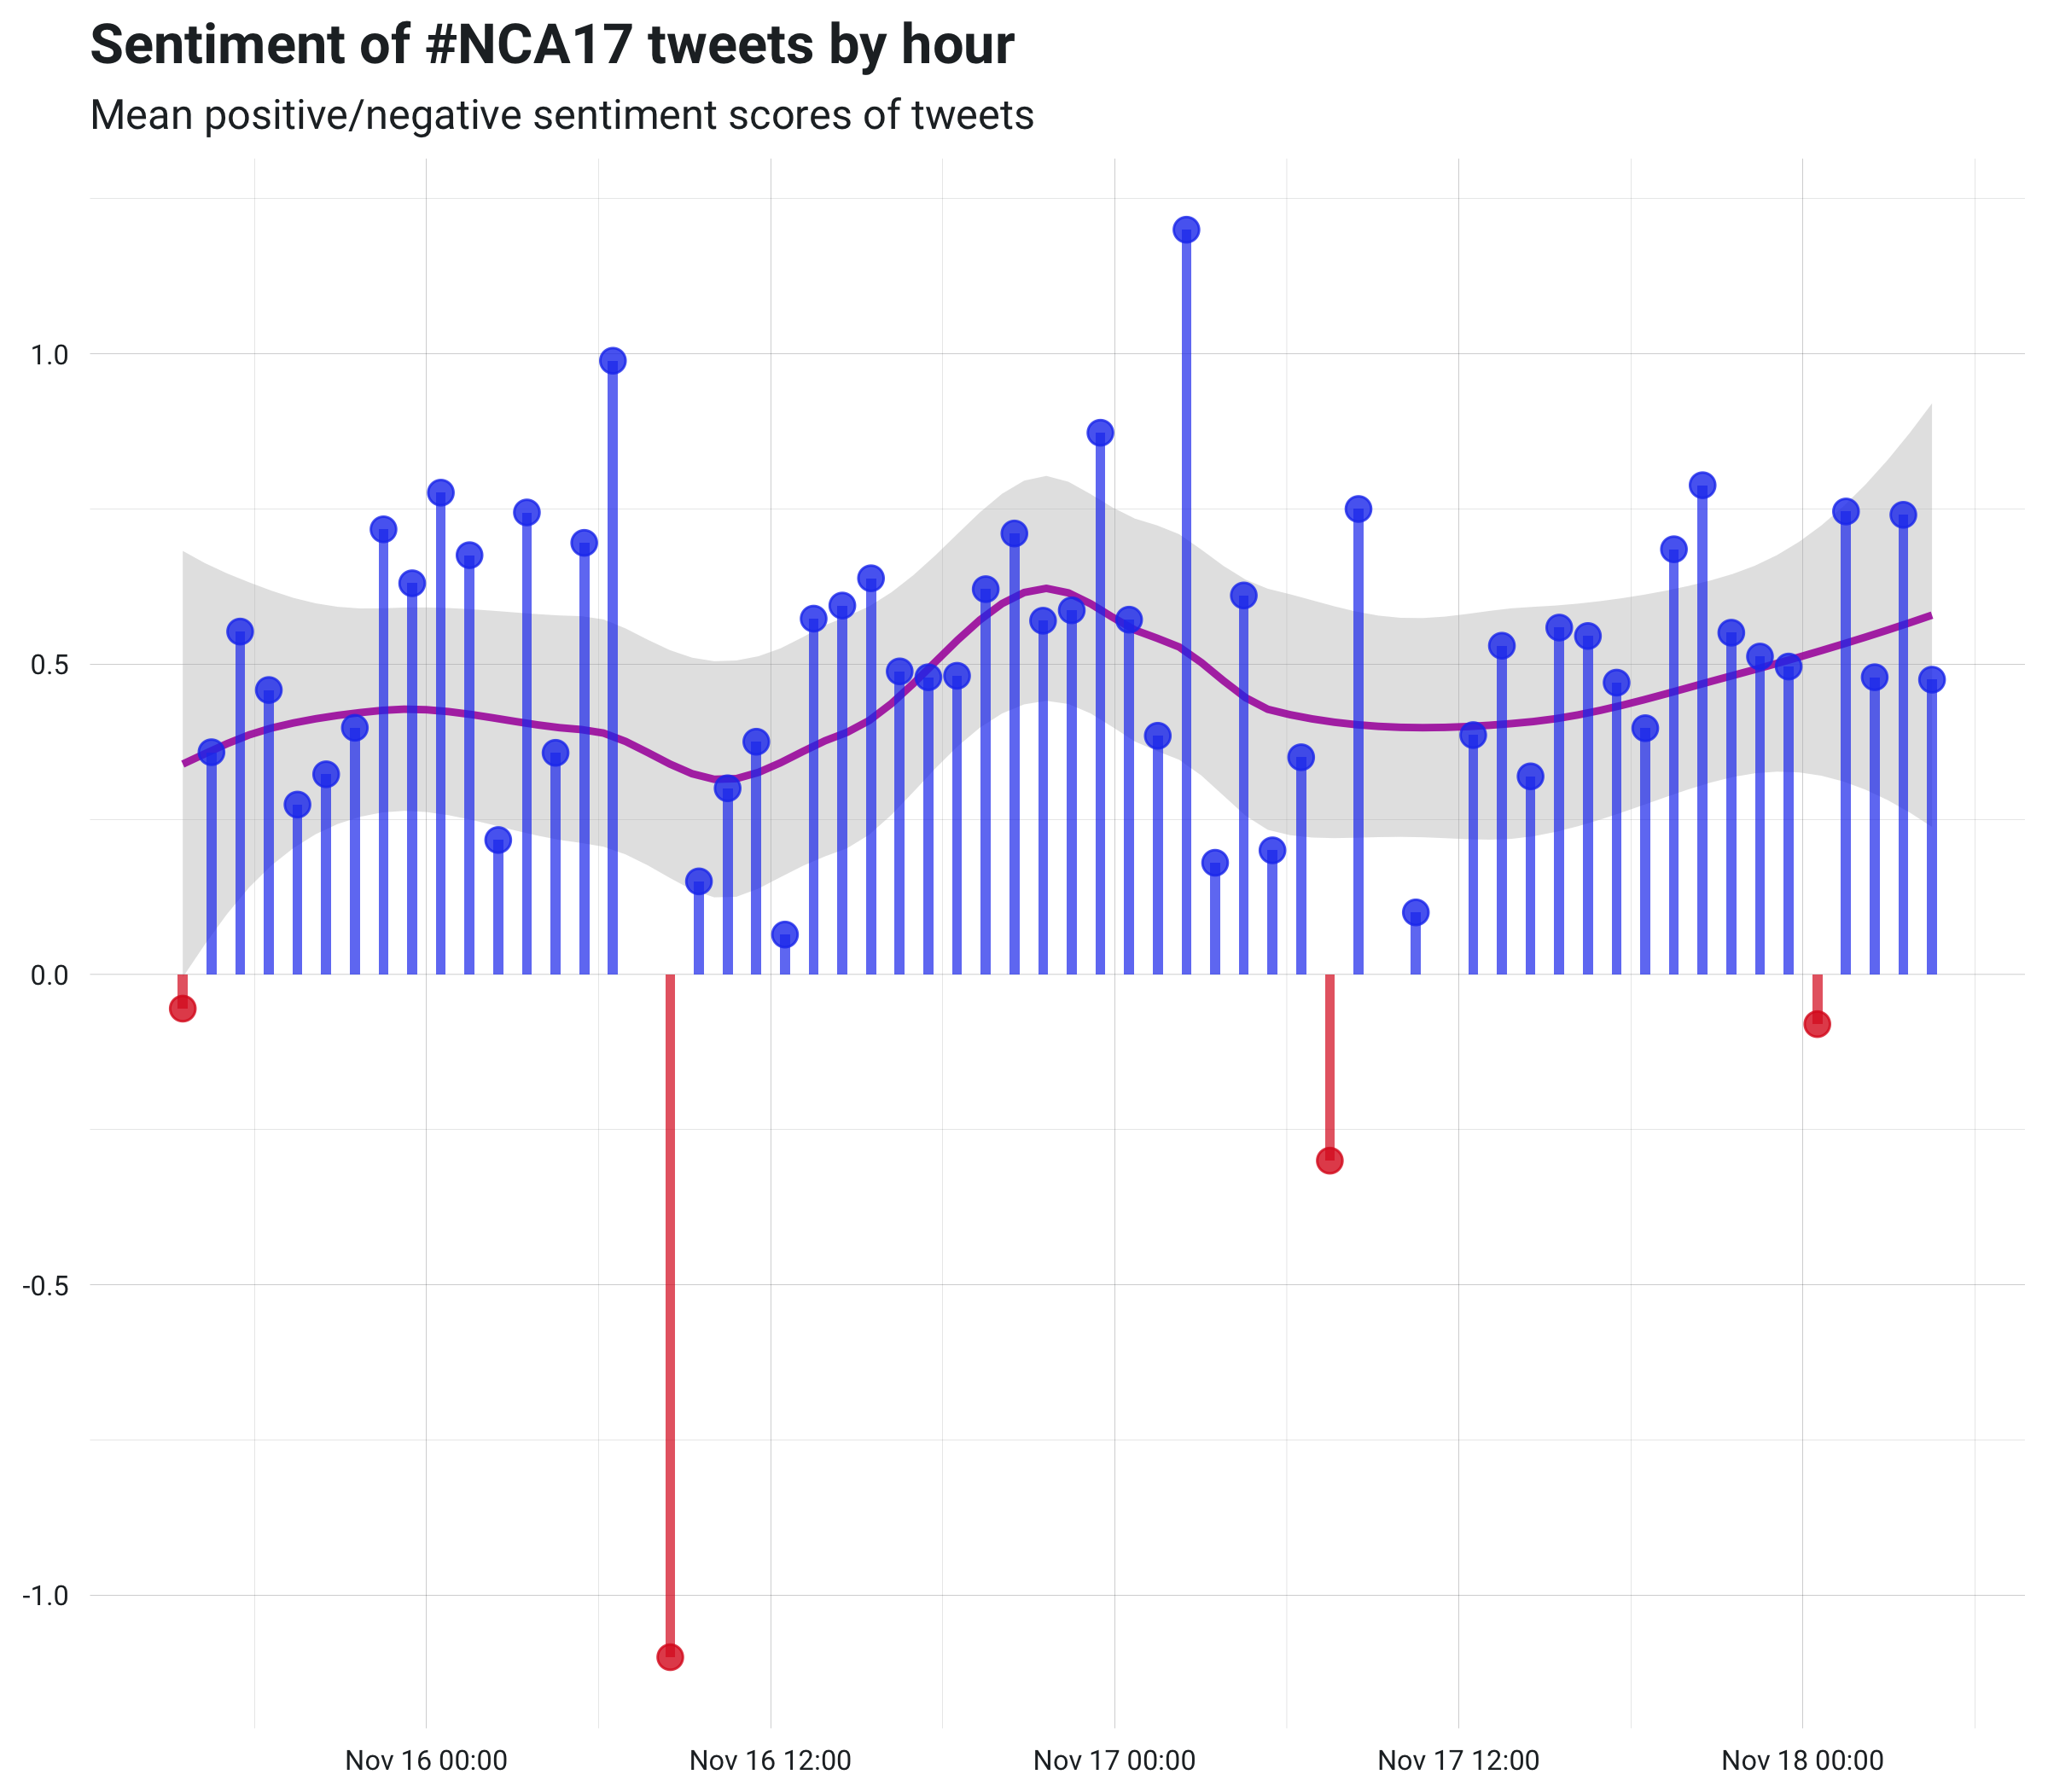 Sentiment of #NCA17 tweets by hour
Mean positive/negative sentiment scores of tweets
1.0
0.5
0.0
-0.5
-1.0
Nov 16 00:00 Nov 16 12:00 Nov 17 00:00 Nov 17 12:00 Nov 18 00:00